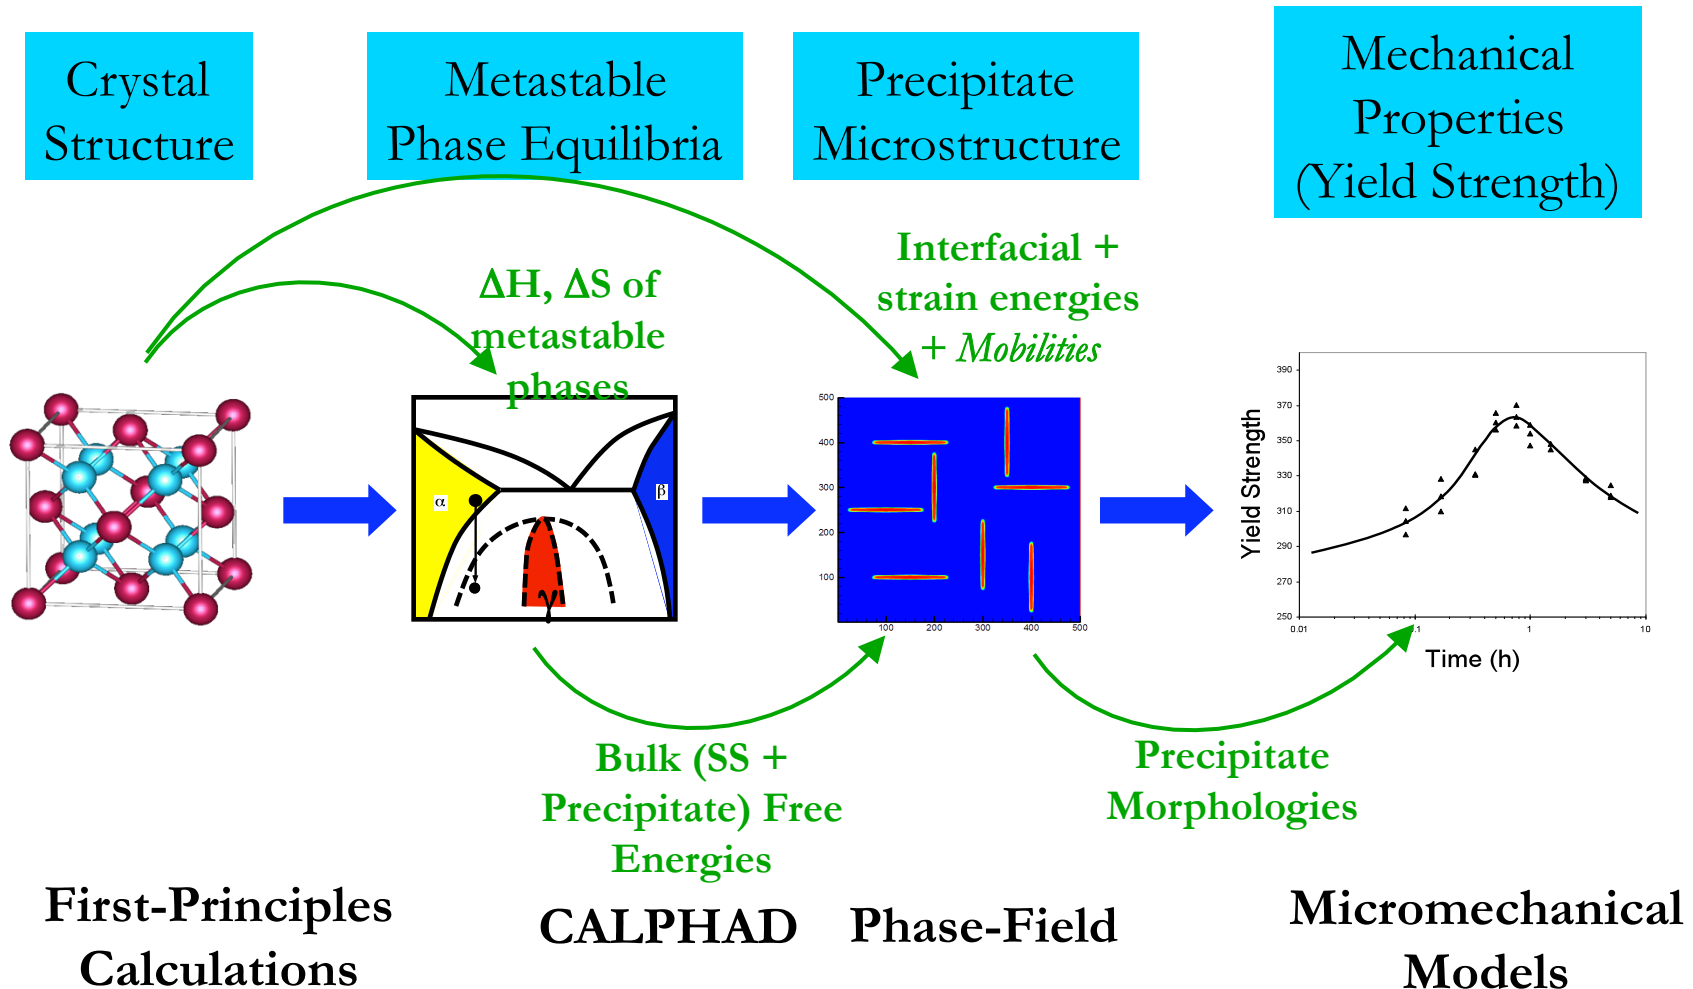 Crystal
Structure
Metastable
Phase Equilibria
Precipitate
Microstructure
Mechanical
Properties
(Yield Strength)
ΔH, ΔS of
metastable
phases
Interfacial +
strain energies
+ Mobilities
α
β
γ
500
400
300
200
100
100
200
300
400
500
Yield Strength
390
370
350
330
310
290
270
250
0.01
0.1
1
10
Time (h)
Bulk (SS +
Precipitate) Free
Energies
Precipitate
Morphologies
First-Principles
Calculations
CALPHAD
Phase-Field
Micromechanical
Models